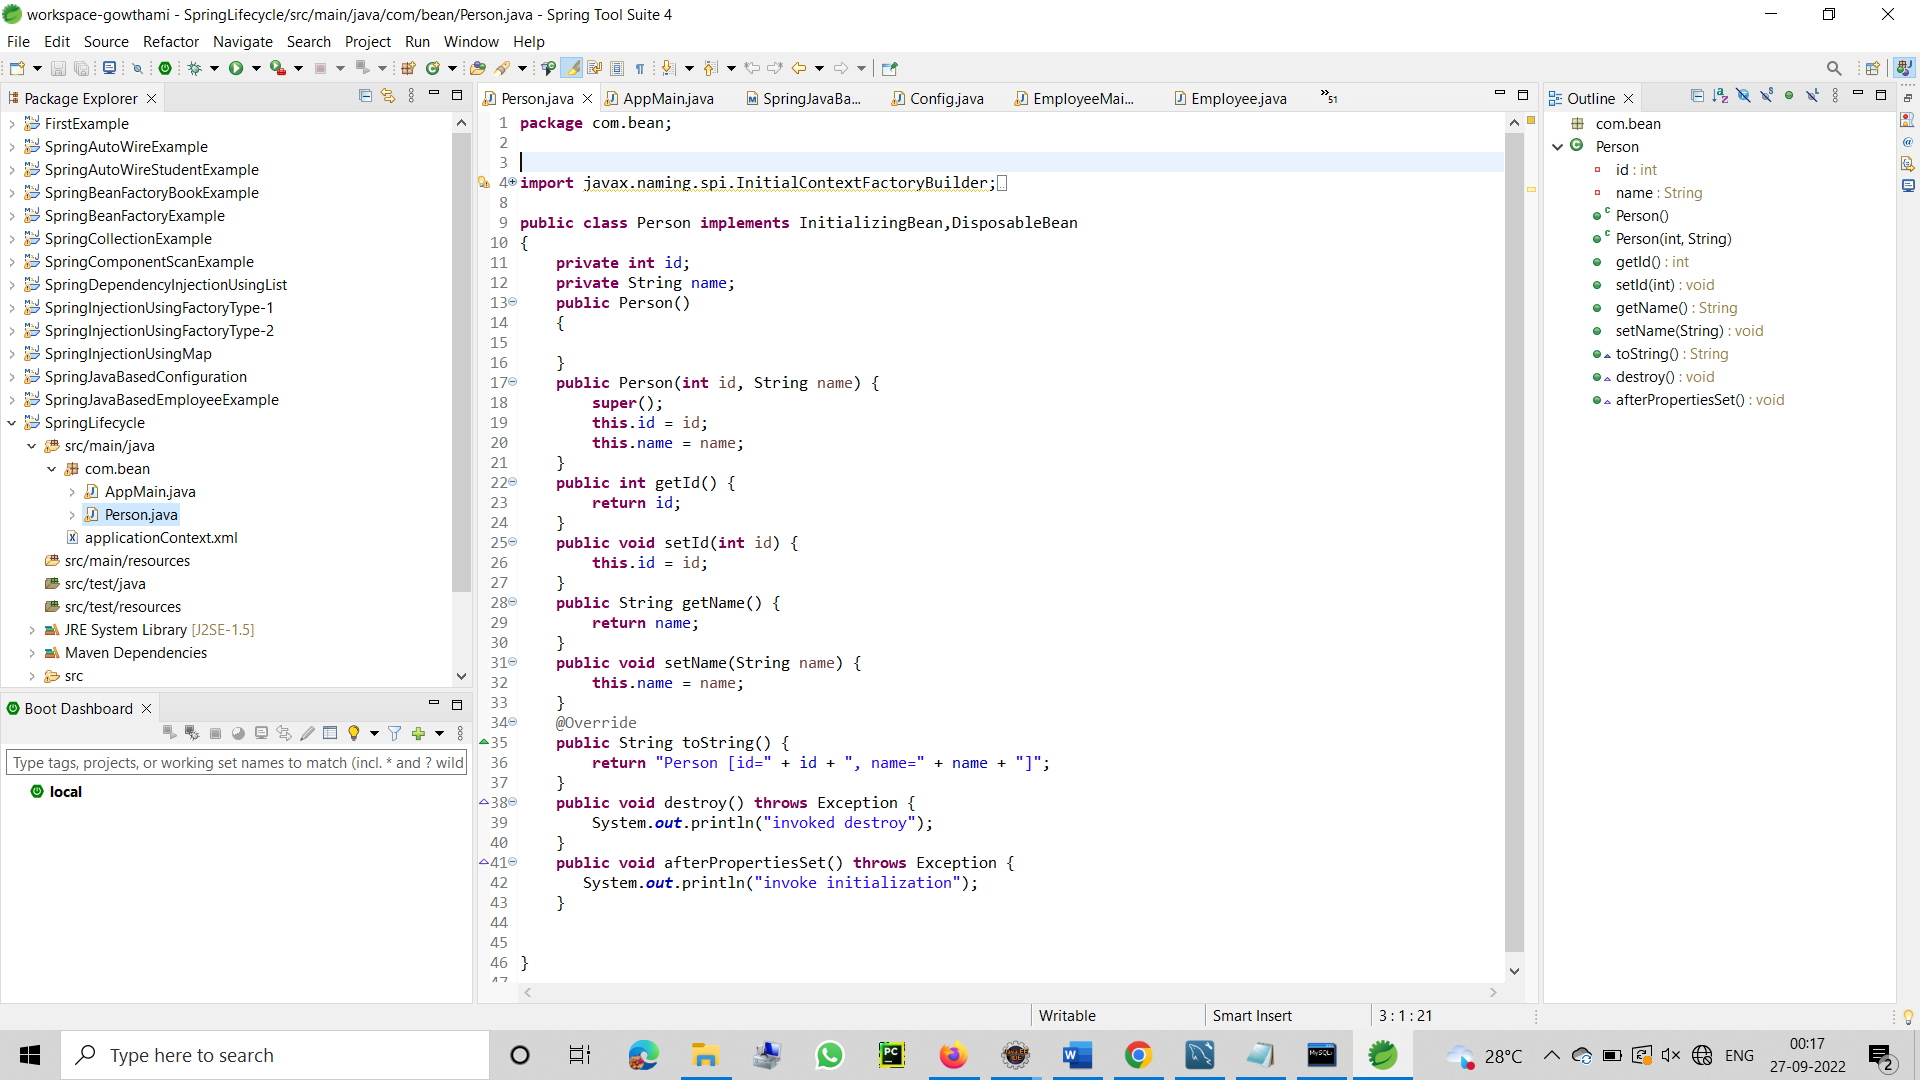 workspace-gowthami - SpringLifecycle/src/main/java/com/bean/Person.java - Spring Tool Suite 4
File Edit Source Refactor Navigate Search Project Run Window Help
Package Explorer
FirstExample
SpringAutoWireExample
SpringAutoWireStudentExample
SpringBeanFactoryBookExample
SpringBeanFactoryExample
SpringCollectionExample
SpringComponentScanExample
SpringDependencyInjectionUsingList
SpringInjectionUsingFactoryType-1
SpringInjectionUsingFactoryType-2
SpringInjectionUsingMap
SpringJavaBasedConfiguration
SpringJavaBasedEmployeeExample
SpringLifecycle
src/main/java
com.bean
AppMain.java
Person.java
applicationContext.xml
src/main/resources
src/test/java
src/test/resources
JRE System Library [J2SE-1.5]
Maven Dependencies
src
Boot Dashboard
Type tags, projects, or working set names to match (incl. * and ? wild
local
Person.java AppMain.java SpringJavaBa... Config.java EmployeeMai... Employee.java »51
1 package com.bean;
2
3
4 import javax.naming.spi.InitialContextFactoryBuilder;
8
9 public class Person implements InitializingBean,DisposableBean
10 {
11 private int id;
12 private String name;
13 public Person()
14 {
15
16 }
17 public Person(int id, String name) {
18 super();
19 this.id = id;
20 this.name = name;
21 }
22 public int getId() {
23 return id;
24 }
25 public void setId(int id) {
26 this.id = id;
27 }
28 public String getName() {
29 return name;
30 }
31 public void setName(String name) {
32 this.name = name;
33 }
34 @Override
35 public String toString() {
36 return "Person [id=" + id + ", name=" + name + "]";
37 }
38 public void destroy() throws Exception {
39 System.out.println("invoked destroy");
40 }
41 public void afterPropertiesSet() throws Exception {
42 System.out.println("invoke initialization");
43 }
44
45
46 }
47
Outline
com.bean
Person
id : int
name : String
Person()
Person(int, String)
getId() : int
setId(int) : void
getName() : String
setName(String) : void
toString() : String
destroy() : void
afterPropertiesSet() : void
Writable Smart Insert 3 : 1 : 21
Type here to search
28°C ENG
00:17
27-09-2022
2